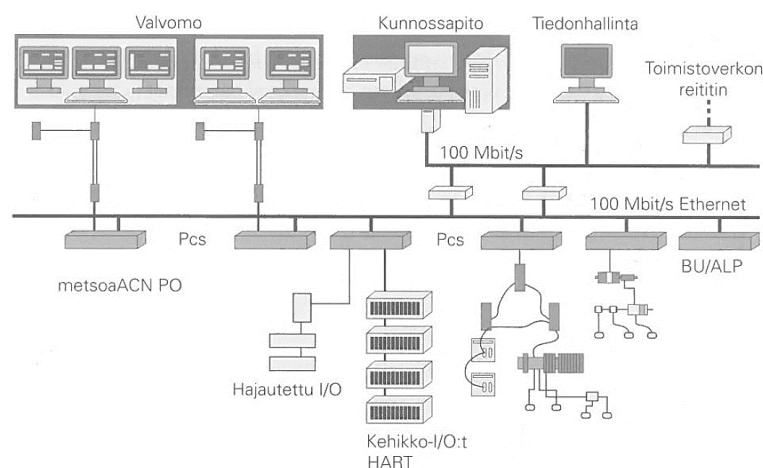 Valvomo
Kunnossapito
Tiedonhallinta
Toimistoverkon
reititin
100 Mbit/s
100 Mbit/s Ethernet
Pcs
Pcs
BU/ALP
metsoaACN PO
Hajautettu I/O
Kehikko-I/O:t
HART